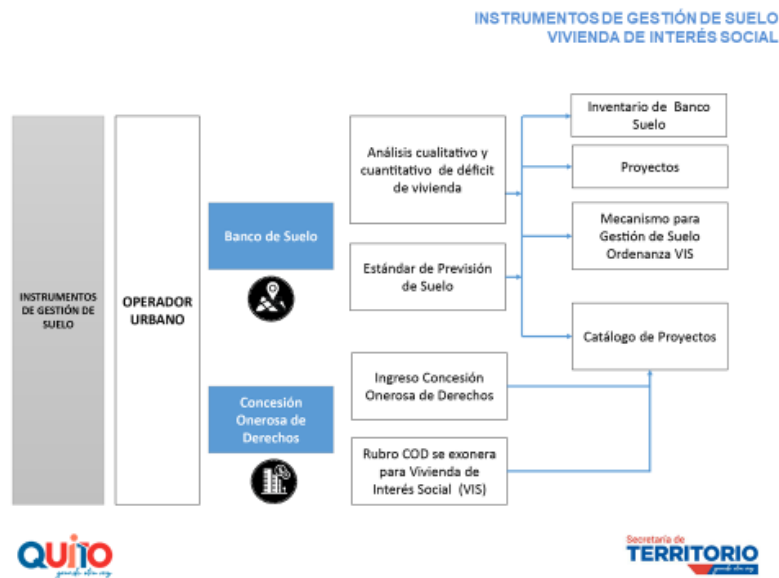 INSTRUMENTOS DE GESTIÓN DE SUELO
VIVIENDA DE INTERÉS SOCIAL
INSTRUMENTOS
DE GESTIÓN DE
SUELO
OPERADOR
URBANO
Banco de Suelo
Concesión
Onerosa de
Derechos
Análisis cualitativo y
cuantitativo de déficit
de vivienda
Estándar de Previsión
de Suelo
Ingreso Concesión
Onerosa de Derechos
Rubro COD se exonera
para Vivienda de
Interés Social (VIS)
Inventario de Banco
Suelo
Proyectos
Mecanismo para
Gestión de Suelo
Ordenanza VIS
Catálogo de Proyectos
QUITO
Secretaría de
TERRITORIO